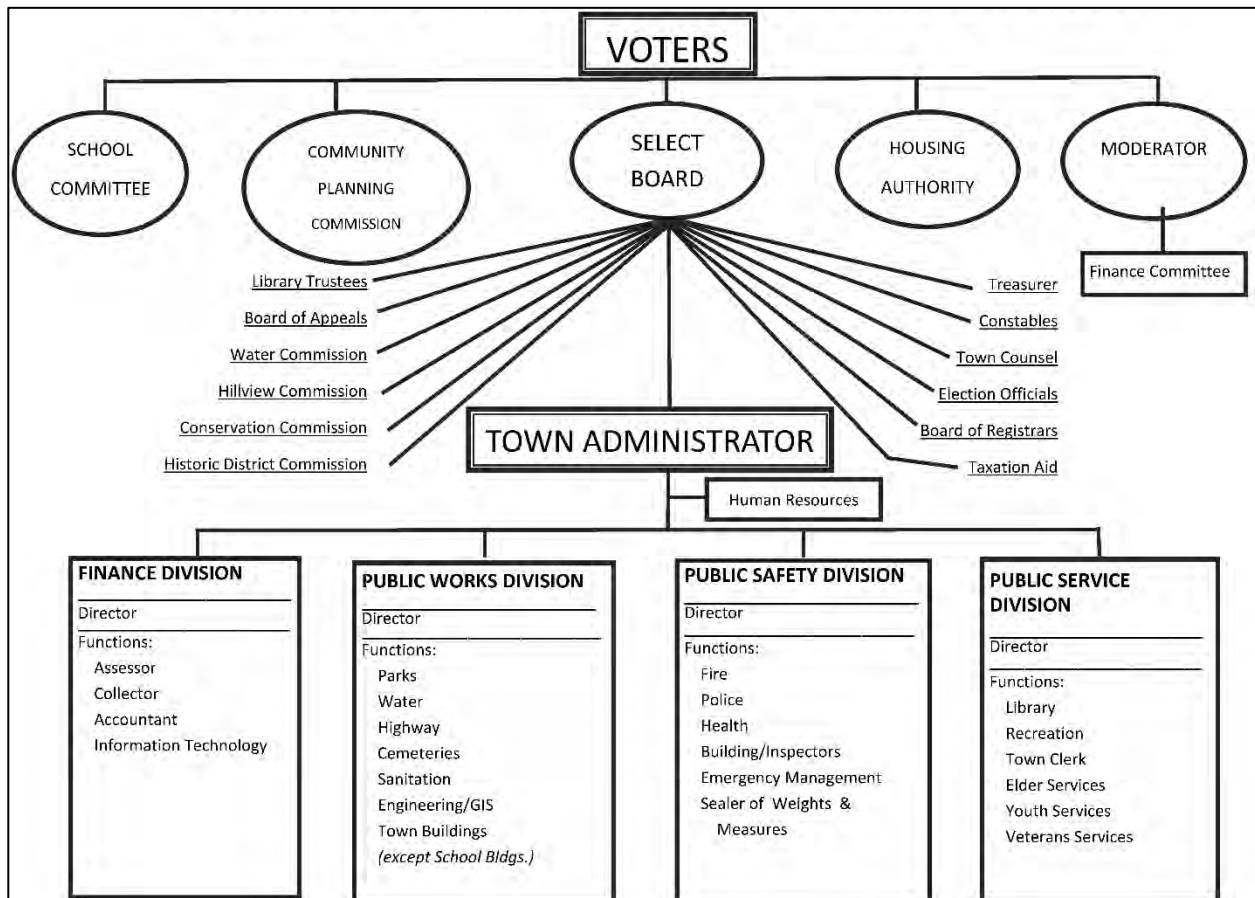 VOTERS
SCHOOL
COMMITTEE
COMMUNITY
PLANNING
COMMISSION
SELECT
BOARD
HOUSING
AUTHORITY
MODERATOR
Finance Committee
Library Trustees
Board of Appeals
Water Commission
Hillview Commission
Conservation Commission
Historic District Commission
Treasurer
Constables
Town Counsel
Election Officials
Board of Registrars
Taxation Aid
TOWN ADMINISTRATOR
Human Resources
FINANCE DIVISION
Director
Functions:
Assessor
Collector
Accountant
Information Technology
PUBLIC WORKS DIVISION
Director
Functions:
Parks
Water
Highway
Cemeteries
Sanitation
Engineering/GIS
Town Buildings
(except School Bldgs.)
PUBLIC SAFETY DIVISION
Director
Functions:
Fire
Police
Health
Building/Inspectors
Emergency Management
Sealer of Weights &
Measures
PUBLIC SERVICE
DIVISION
Director
Functions:
Library
Recreation
Town Clerk
Elder Services
Youth Services
Veterans Services